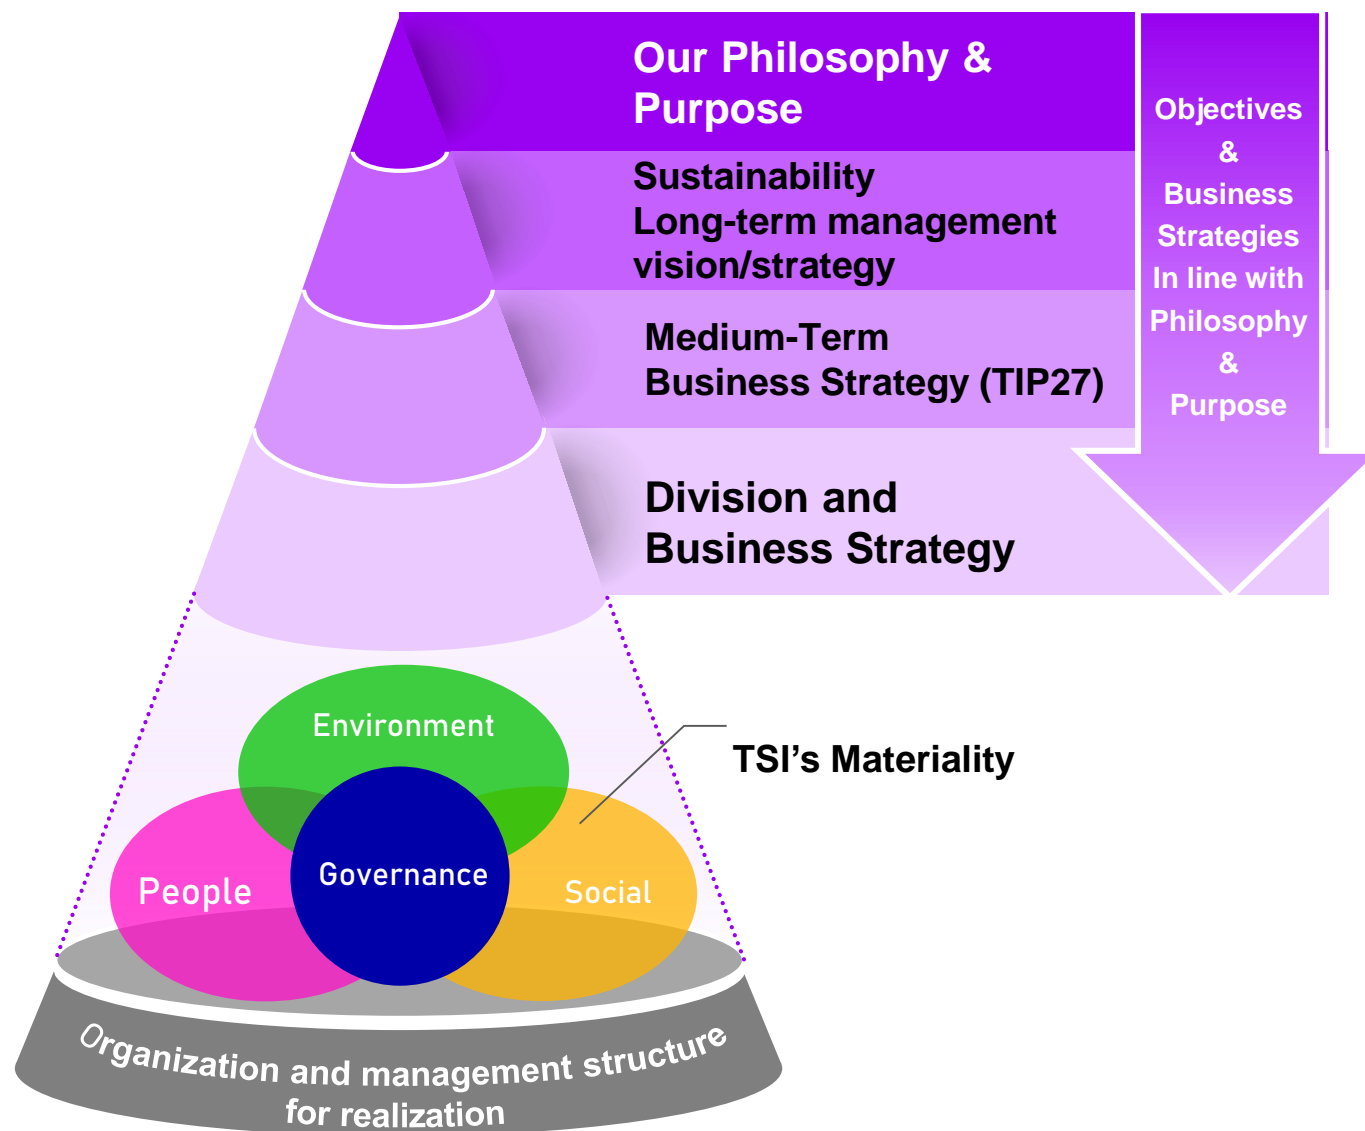 Our Philosophy &
Purpose
Sustainability
Long-term management
vision/strategy
Medium-Term
Business Strategy (TIP27)
Division and
Business Strategy
Objectives
&
Business
Strategies
In line with
Philosophy
&
Purpose
Environment
TSI’s Materiality
People
Governance
Social
Organization and management structure
for realization